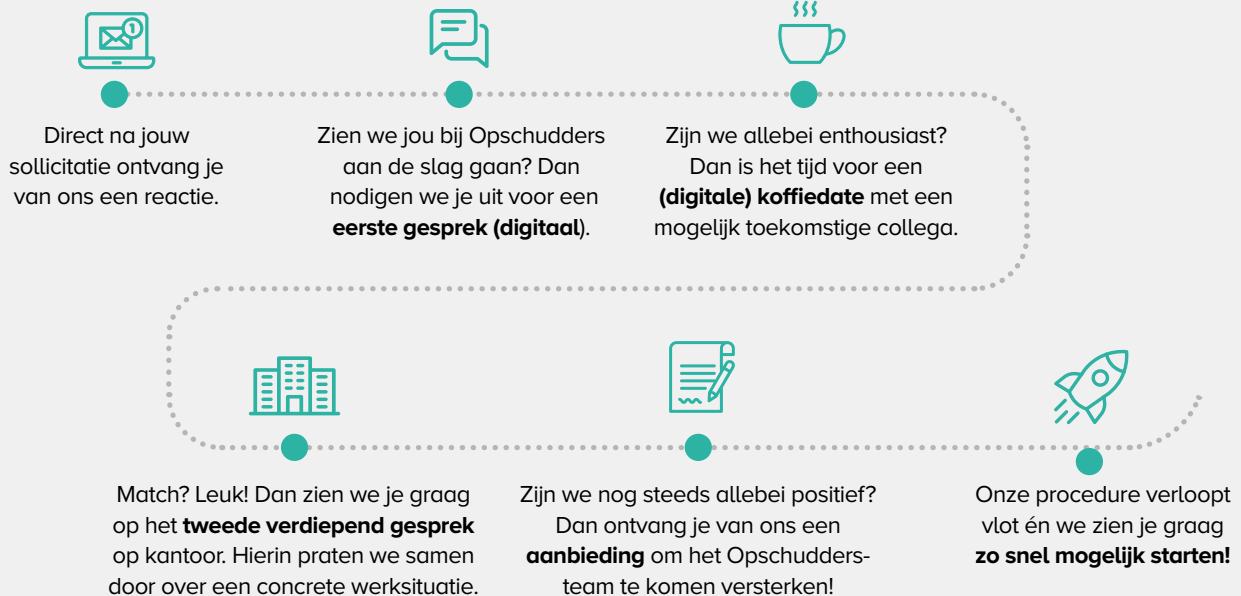 1
Direct na jouw
sollicitatie ontvang je
van ons een reactie.
Zien we jou bij Opschudders
aan de slag gaan? Dan
nodigen we je uit voor een
eerste gesprek (digitaal).
Zijn we allebei enthousiast?
Dan is het tijd voor een
(digitale) koffiedate met een
mogelijk toekomstige collega.
Match? Leuk! Dan zien we je graag
op het tweede verdiepend gesprek
op kantoor. Hierin praten we samen
door over een concrete werksituatie.
Zijn we nog steeds allebei positief?
Dan ontvang je van ons een
aanbieding om het Opschudders-
team te komen versterken!
Onze procedure verloopt
vlot én we zien je graag
zo snel mogelijk starten!